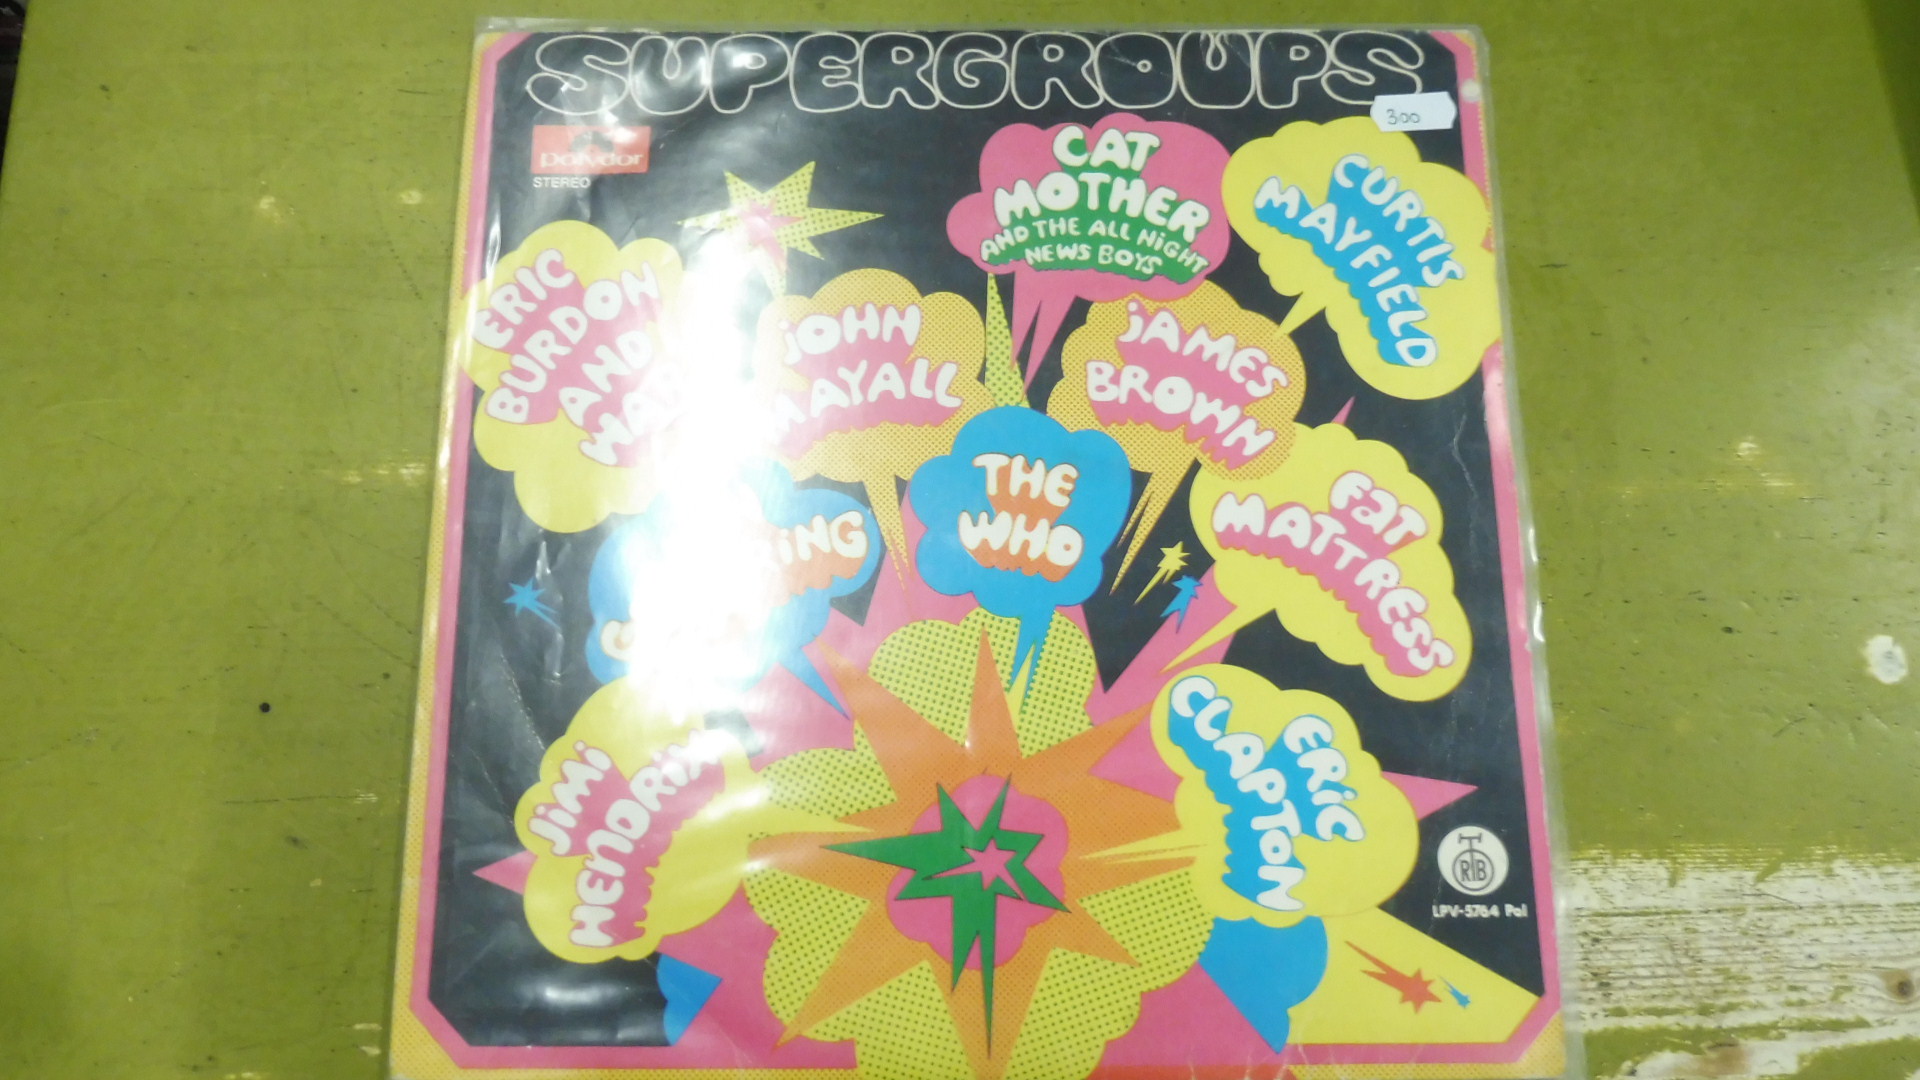 SUPERGROUPS
300
polydor
STEREO
CAT
MOTHER
AND THE ALL NiGHT
NEWS BOYS
CURTIS
MAYFIELD
ERIC
BURDON
AND
JOHN
MAYALL
JAMES
BROWN
THE
WHO
FaT
MATTRESS
JiMi
HENDRIX
ERiC
CLAPTON
RTB
LPV-5764 Pol